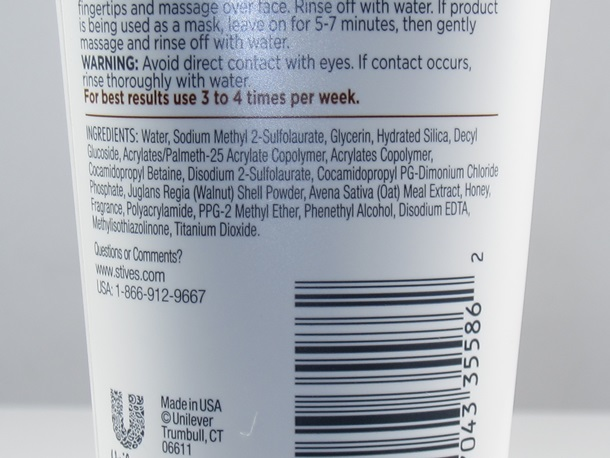 fingertips and massage over face. Rinse off with water. If product
is being used as a mask, leave on for 5-7 minutes, then gently
massage and rinse off with water.
WARNING: Avoid direct contact with eyes. If contact occurs,
rinse thoroughly with water.
For best results use 3 to 4 times per week.
INGREDIENTS: Water, Sodium Methyl 2-Sulfolaurate, Glycerin, Hydrated Silica, Decyl
Glucoside, Acrylates/Palmeth-25 Acrylate Copolymer, Acrylates Copolymer,
Cocamidopropyl Betaine, Disodium 2-Sulfolaurate, Cocamidopropyl PG-Dimonium Chloride
Phosphate, Juglans Regia (Walnut) Shell Powder, Avena Sativa (Oat) Meal Extract, Honey,
Fragrance, Polyacrylamide, PPG-2 Methyl Ether, Phenethyl Alcohol, Disodium EDTA,
Methylisothiazolinone, Titanium Dioxide.
Questions or Comments?
www.stives.com
USA: 1-866-912-9667
Made in USA
© Unilever
Trumbull, CT
06611
043 35586 2